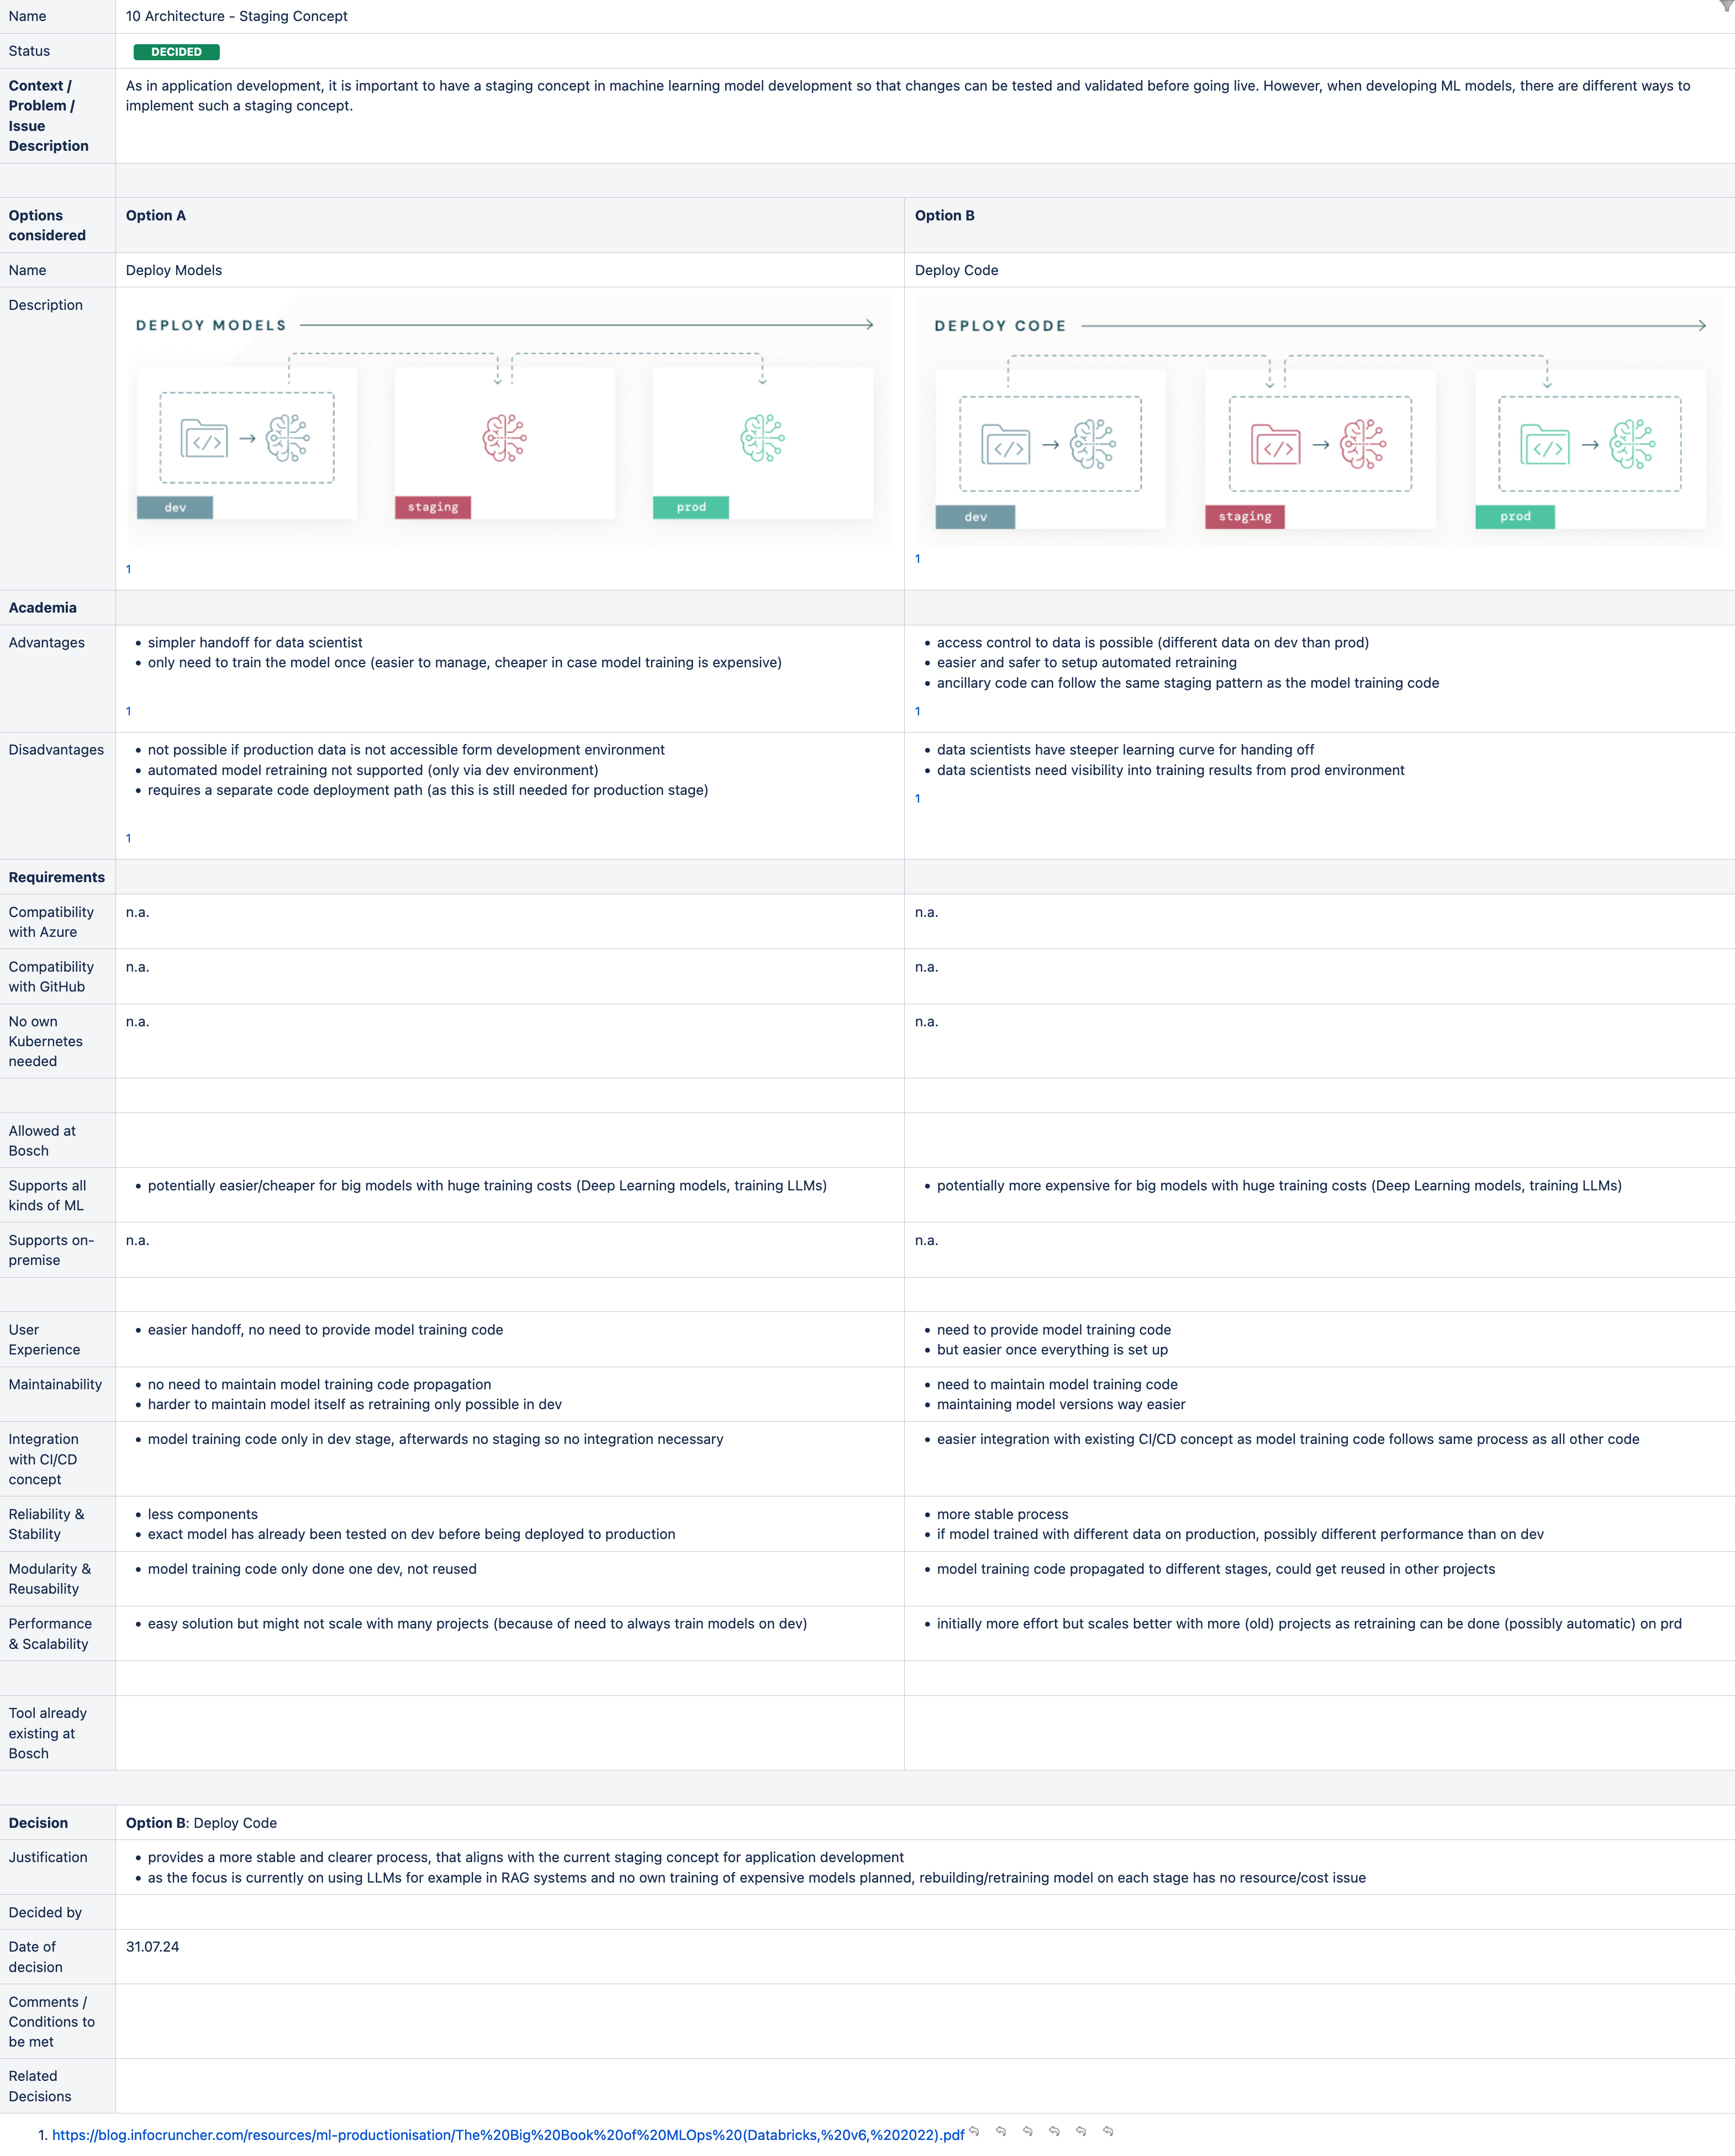 Name
10 Architecture - Staging Concept
Status
DECIDED
Context /
Problem /
Issue
Description
As in application development, it is important to have a staging concept in machine learning model development so that changes can be tested and validated before going live. However, when developing ML models, there are different ways to
implement such a staging concept.
Options
considered
Option A
Option B
Name
Deploy Models
Deploy Code
Description
DEPLOY MODELS
dev
staging
prod
1
DEPLOY CODE
dev
staging
prod
1
Academia
Advantages
• simpler handoff for data scientist
• only need to train the model once (easier to manage, cheaper in case model training is expensive)
1
• access control to data is possible (different data on dev than prod)
• easier and safer to setup automated retraining
• ancillary code can follow the same staging pattern as the model training code
1
Disadvantages
• not possible if production data is not accessible form development environment
• automated model retraining not supported (only via dev environment)
• requires a separate code deployment path (as this is still needed for production stage)
1
• data scientists have steeper learning curve for handing off
• data scientists need visibility into training results from prod environment
1
Requirements
Compatibility
with Azure
n.a.
n.a.
Compatibility
with GitHub
n.a.
n.a.
No own
Kubernetes
needed
n.a.
n.a.
Allowed at
Bosch
Supports all
kinds of ML
• potentially easier/cheaper for big models with huge training costs (Deep Learning models, training LLMs)
• potentially more expensive for big models with huge training costs (Deep Learning models, training LLMs)
Supports on-
premise
n.a.
n.a.
User
Experience
• easier handoff, no need to provide model training code
• need to provide model training code
• but easier once everything is set up
Maintainability
• no need to maintain model training code propagation
• harder to maintain model itself as retraining only possible in dev
• need to maintain model training code
• maintaining model versions way easier
Integration
with CI/CD
concept
• model training code only in dev stage, afterwards no staging so no integration necessary
• easier integration with existing CI/CD concept as model training code follows same process as all other code
Reliability &
Stability
• less components
• exact model has already been tested on dev before being deployed to production
• more stable process
• if model trained with different data on production, possibly different performance than on dev
Modularity &
Reusability
• model training code only done one dev, not reused
• model training code propagated to different stages, could get reused in other projects
Performance
& Scalability
• easy solution but might not scale with many projects (because of need to always train models on dev)
• initially more effort but scales better with more (old) projects as retraining can be done (possibly automatic) on prd
Tool already
existing at
Bosch
Decision
Option B: Deploy Code
Justification
• provides a more stable and clearer process, that aligns with the current staging concept for application development
• as the focus is currently on using LLMs for example in RAG systems and no own training of expensive models planned, rebuilding/retraining model on each stage has no resource/cost issue
Decided by
Date of
decision
31.07.24
Comments /
Conditions to
be met
Related
Decisions
1. https://blog.infocruncher.com/resources/ml-productionisation/The%20Big%20Book%20of%20MLOps%20(Databricks,%20v6,%202022).pdf